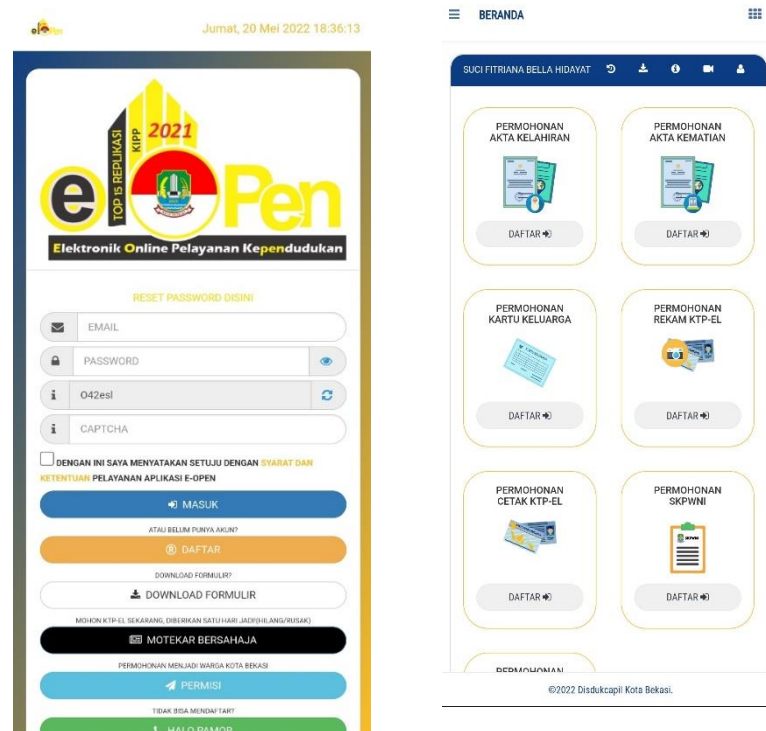 Jumat, 20 Mei 2022 18:36:13
TOP 15 REPLIKASI
KIPP
2021
e Open
Elektronik Online Pelayanan Kependudukan
RESET PASSWORD DISINI
EMAIL
PASSWORD
O42esl
CAPTCHA
DENGAN INI SAYA MENYATAKAN SETUJU DENGAN SYARAT DAN
KETENTUAN PELAYANAN APLIKASI E-OPEN
MASUK
ATAU BELUM PUNYA AKUN?
DAFTAR
DOWNLOAD FORMULIR?
DOWNLOAD FORMULIR
MOHON KTP-EL SEKARANG, DIBERIKAN SATU HARI JADI!(HILANG/RUSAK)
MOTEKAR BERSAHAJA
PERMOHONAN MENJADI WARGA KOTA BEKASI
PERMISI
TIDAK BISA MENDAFTAR?
HALO PAMOR
BERANDA
SUCI FITRIANA BELLA HIDAYAT
PERMOHONAN
AKTA KELAHIRAN
DAFTAR
PERMOHONAN
AKTA KEMATIAN
DAFTAR
PERMOHONAN
KARTU KELUARGA
DAFTAR
PERMOHONAN
REKAM KTP-EL
DAFTAR
PERMOHONAN
CETAK KTP-EL
DAFTAR
PERMOHONAN
SKPWNI
DAFTAR
PERMOHONAN
©2022 Disdukcapil Kota Bekasi.